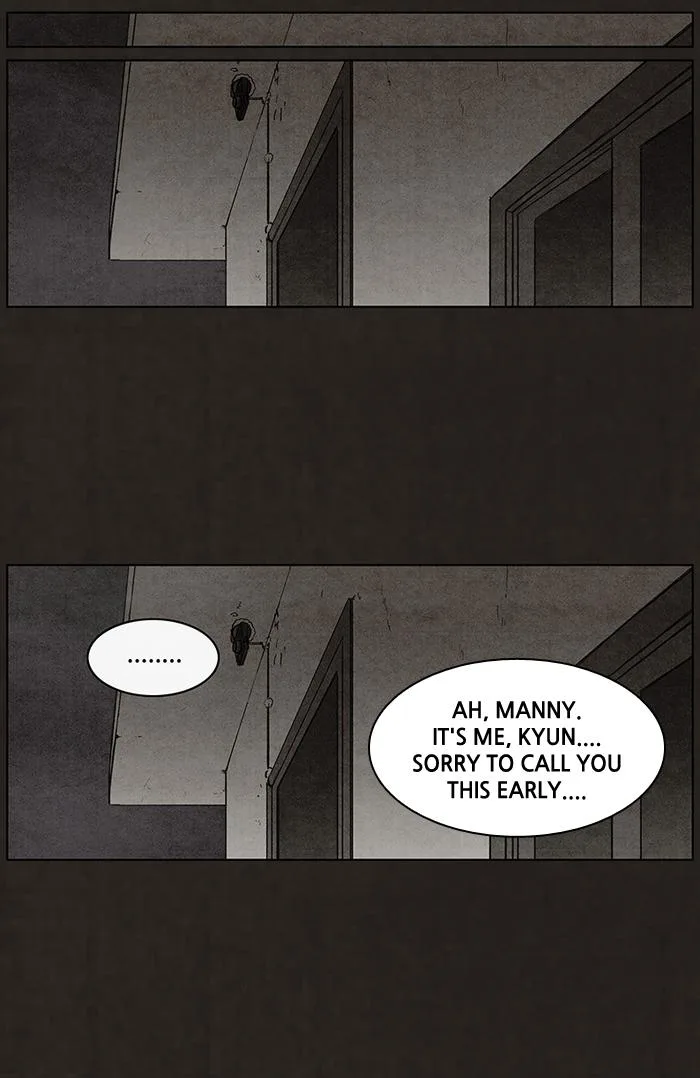 ........
AH, MANNY.
IT'S ME, KYUN....
SORRY TO CALL YOU
THIS EARLY....